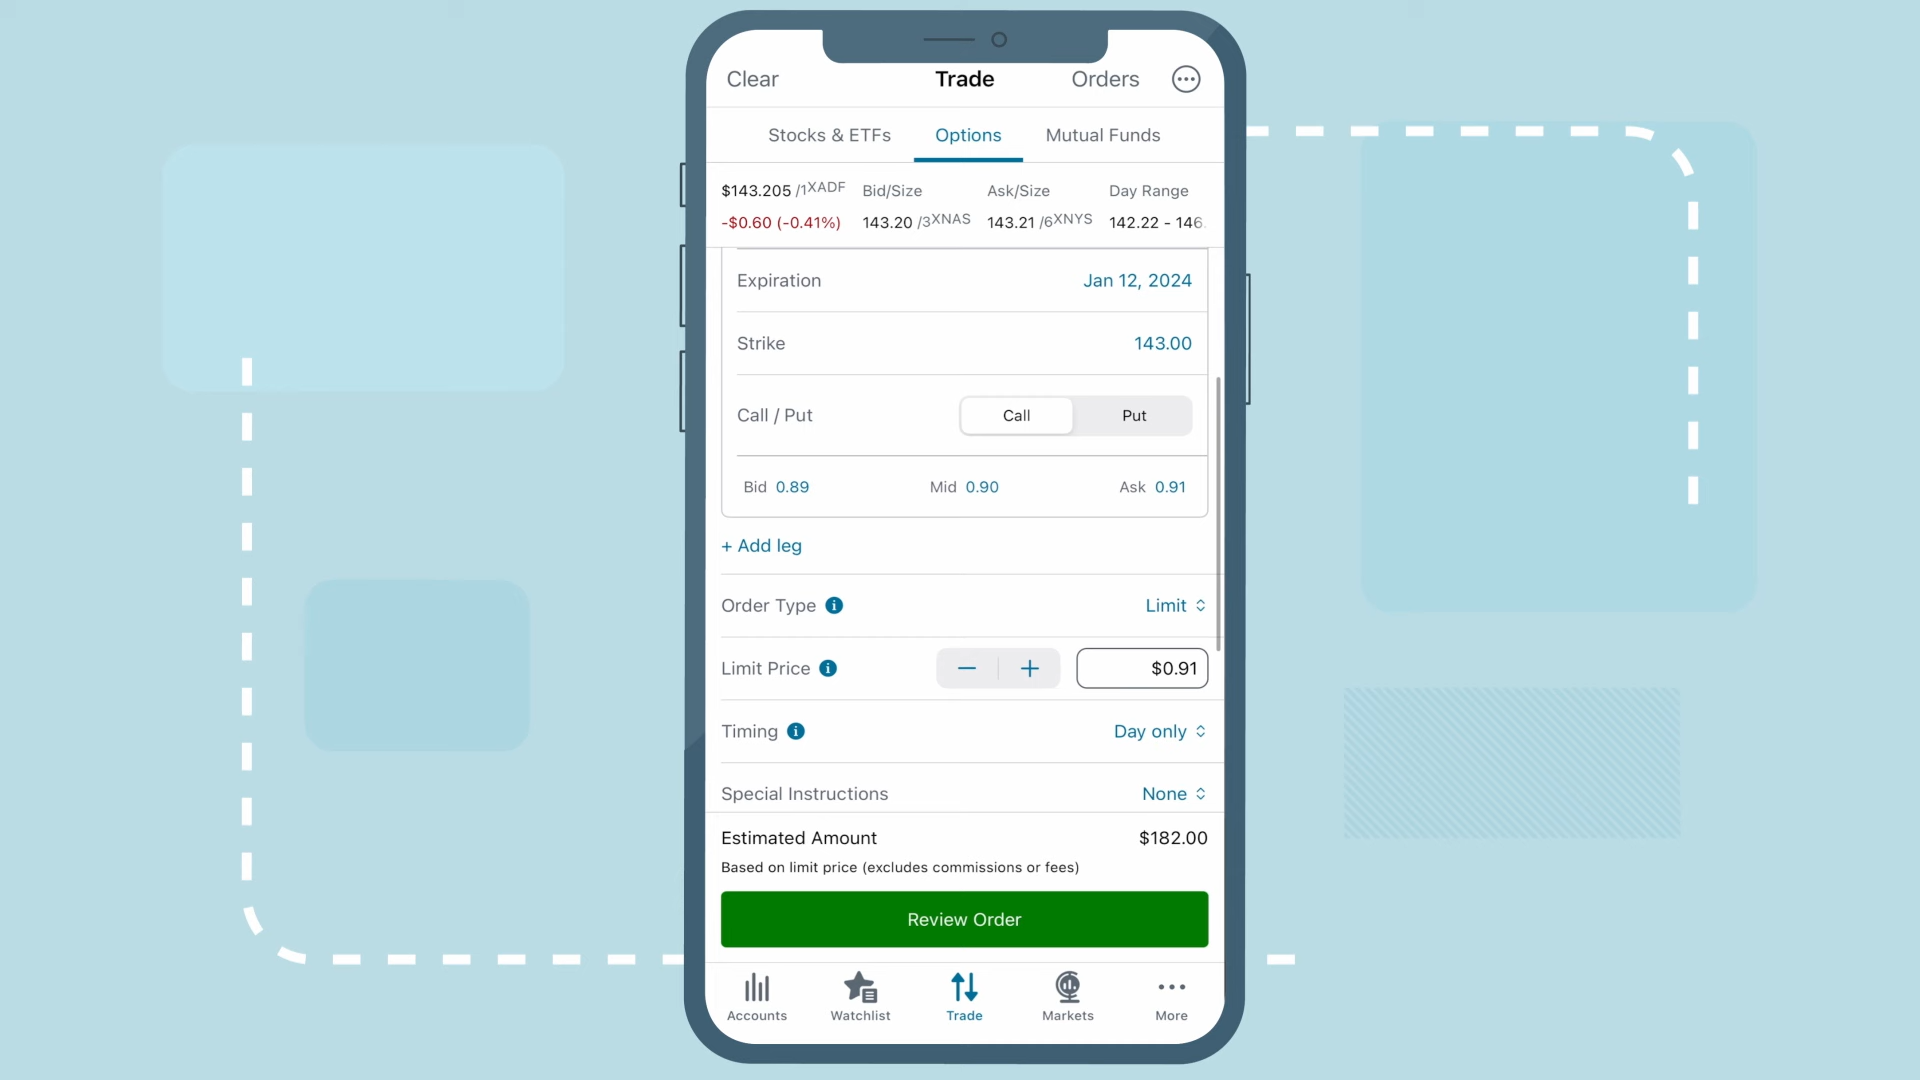 Clear Trade Orders
Stocks & ETFs Options Mutual Funds
$143.205 /1XADF Bid/Size Ask/Size Day Range
-$0.60 (-0.41%) 143.20 /3XNAS 143.21 /6XNYS 142.22 - 146.
Expiration Jan 12, 2024
Strike 143.00
Call / Put Call Put
Bid 0.89 Mid 0.90 Ask 0.91
+ Add leg
Order Type Limit
Limit Price − + $0.91
Timing Day only
Special Instructions None
Estimated Amount $182.00
Based on limit price (excludes commissions or fees)
Review Order
Accounts Watchlist Trade Markets More